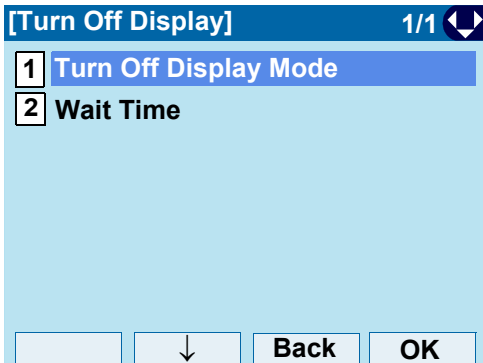 [Turn Off Display] 1/1
1 Turn Off Display Mode
2 Wait Time
↓ Back OK